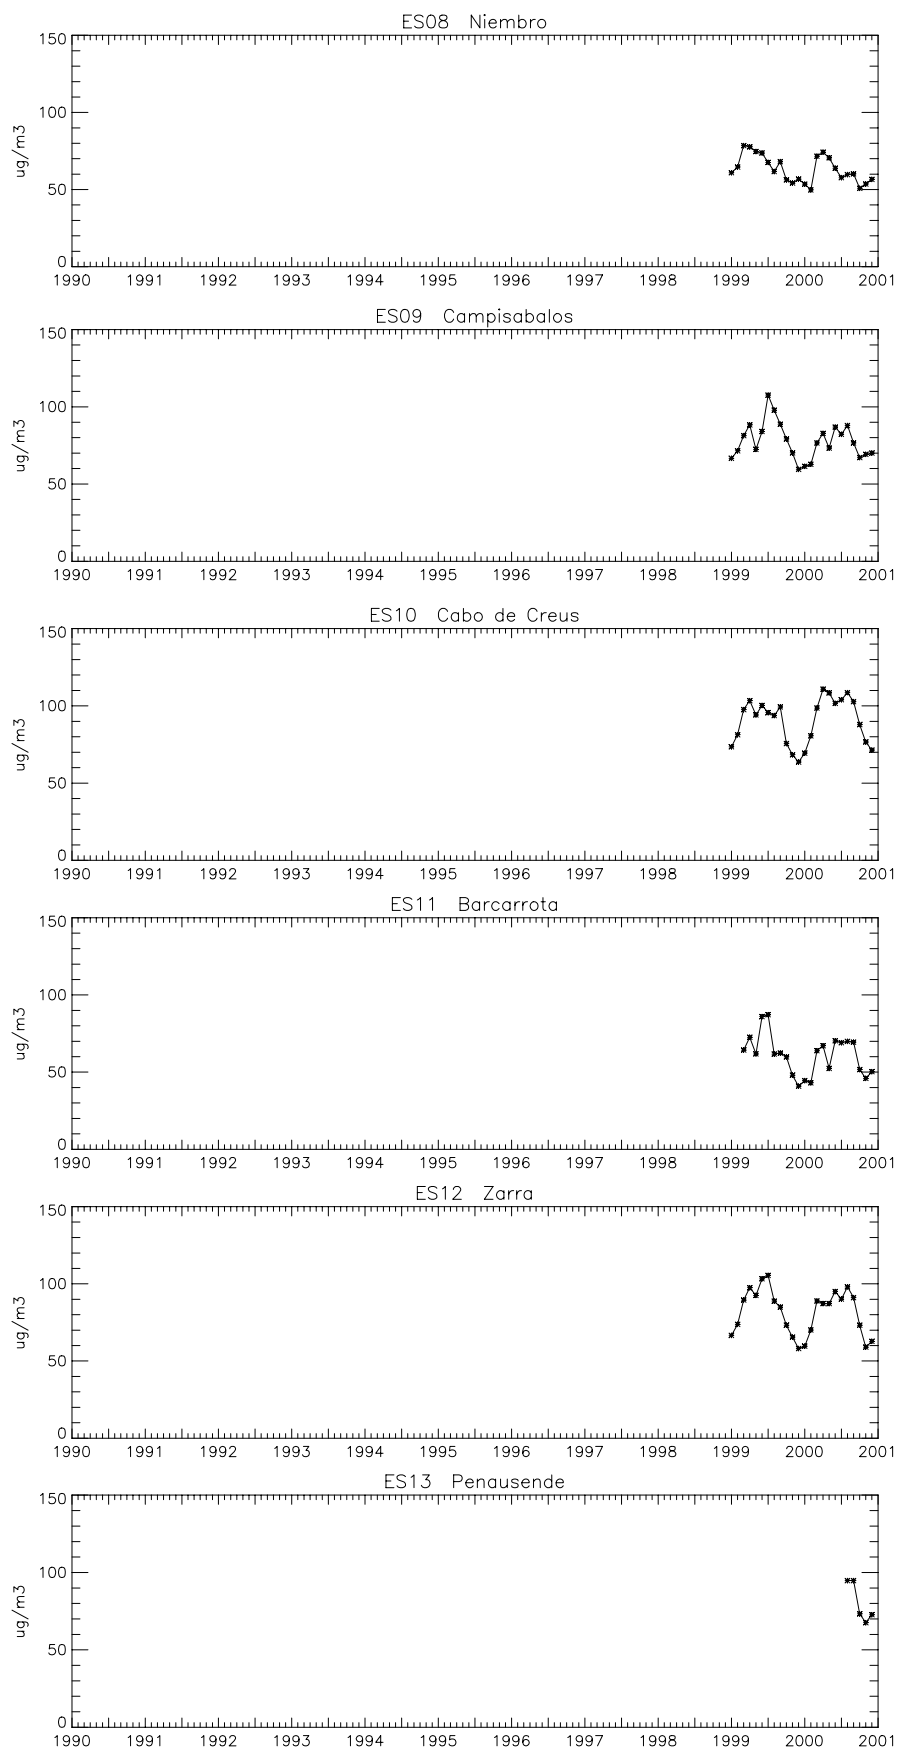 ES08 Niembro
150
100
ug/m3
50
0
1990 1991 1992 1993 1994 1995 1996 1997 1998 1999 2000 2001
ES09 Campisabalos
150
100
ug/m3
50
0
1990 1991 1992 1993 1994 1995 1996 1997 1998 1999 2000 2001
ES10 Cabo de Creus
150
100
ug/m3
50
0
1990 1991 1992 1993 1994 1995 1996 1997 1998 1999 2000 2001
ES11 Barcarrota
150
100
ug/m3
50
0
1990 1991 1992 1993 1994 1995 1996 1997 1998 1999 2000 2001
ES12 Zarra
150
100
ug/m3
50
0
1990 1991 1992 1993 1994 1995 1996 1997 1998 1999 2000 2001
ES13 Penausende
150
100
ug/m3
50
0
1990 1991 1992 1993 1994 1995 1996 1997 1998 1999 2000 2001